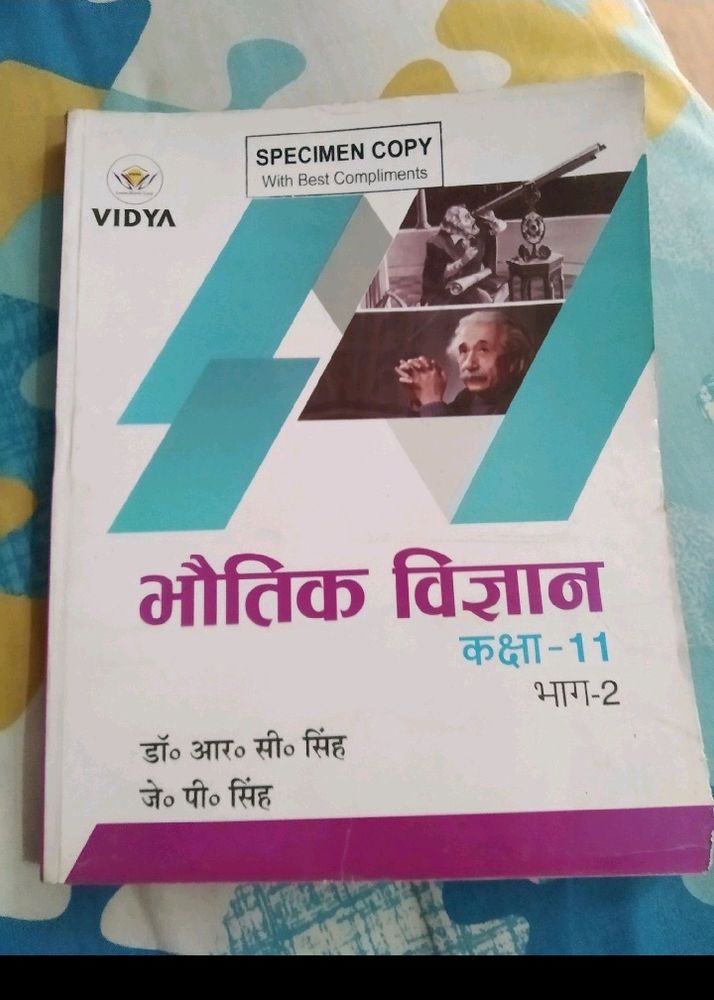 SPECIMEN COPY
With Best Compliments
VIDYA
भौतिक विज्ञान
कक्षा-11
भाग-2
डॉ० आर० सी० सिंह
जे० पी० सिंह